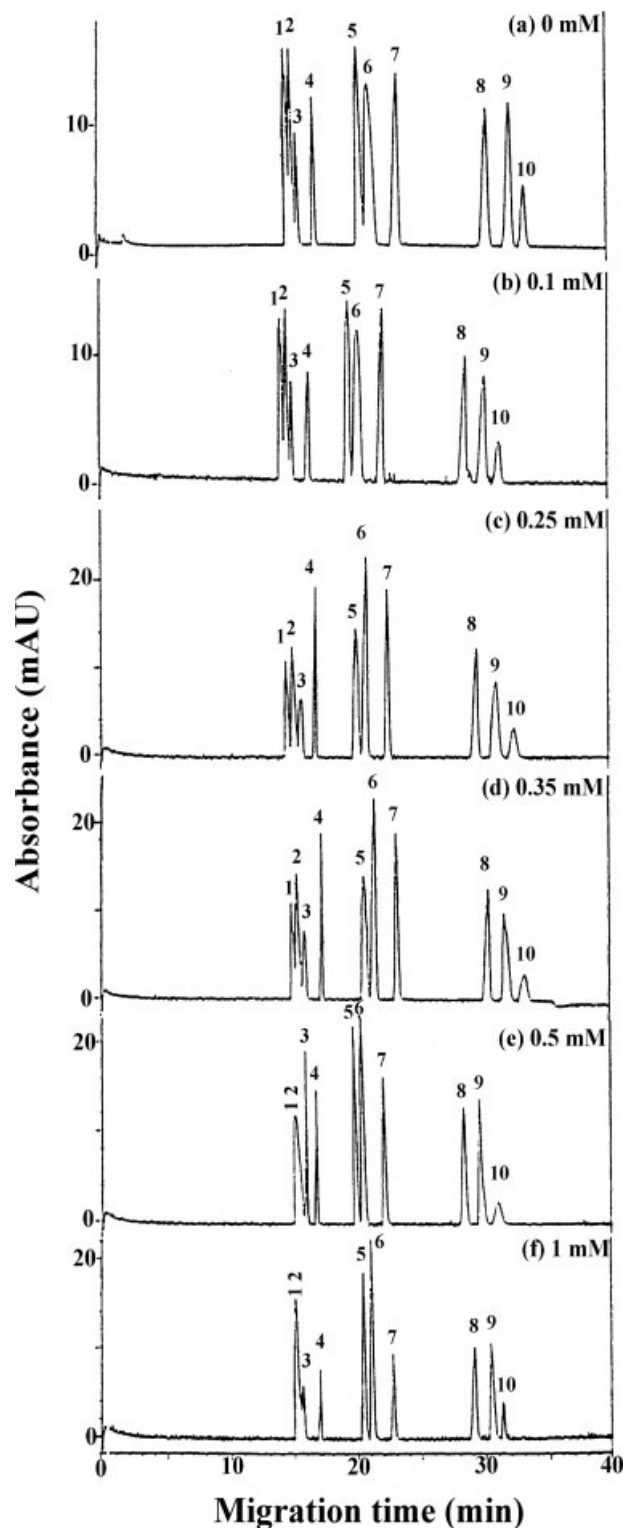 (a) 0 mM
1 2 3 4 5 6 7 8 9 10
10
0
(b) 0.1 mM
1 2 3 4 5 6 7 8 9 10
10
0
(c) 0.25 mM
1 2 3 4 5 6 7 8 9 10
20
0
(d) 0.35 mM
1 2 3 4 5 6 7 8 9 10
20
0
(e) 0.5 mM
1 2 3 4 5 6 7 8 9 10
20
0
(f) 1 mM
1 2 3 4 5 6 7 8 9 10
20
0
0 10 20 30 40
Absorbance (mAU)
Migration time (min)